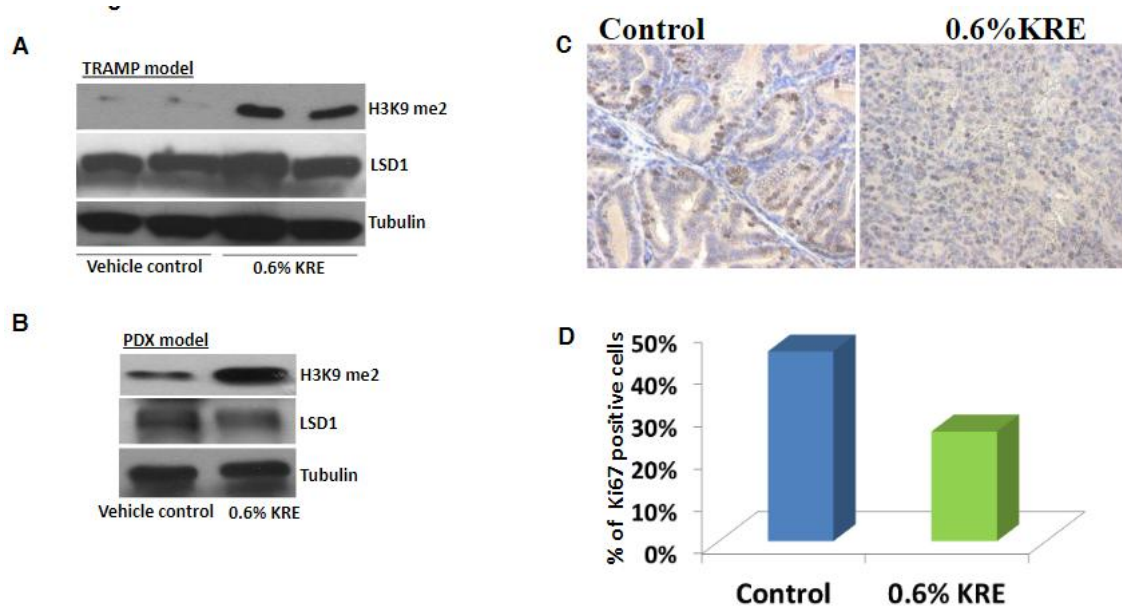 A
TRAMP model
H3K9 me2
LSD1
Tubulin
Vehicle control 0.6% KRE
B
PDX model
H3K9 me2
LSD1
Tubulin
Vehicle control 0.6% KRE
C
Control 0.6%KRE
D
% of Ki67 positive cells
50%
40%
30%
20%
10%
0%
Control 0.6% KRE